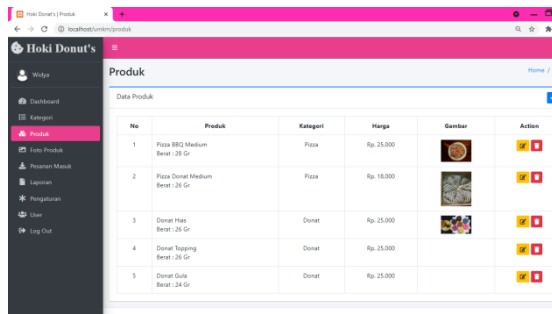 Hoki Donut's | Produk
localhost/umkm/produk
Hoki Donut's
Widya
Produk
Home /
Dashboard
Kategori
Produk
Foto Produk
Pesanan Masuk
Laporan
Pengaturan
User
Log Out
Data Produk
No Produk Kategori Harga Gambar Action
1 Pizza BBQ Medium Pizza Rp. 25,000
Berat : 28 Gr
2 Pizza Donat Medium Pizza Rp. 18,000
Berat : 26 Gr
3 Donat Hias Donat Rp. 25,000
Berat : 26 Gr
4 Donat Topping Donat Rp. 25,000
Berat : 26 Gr
5 Donat Gula Donat Rp. 25,000
Berat : 24 Gr